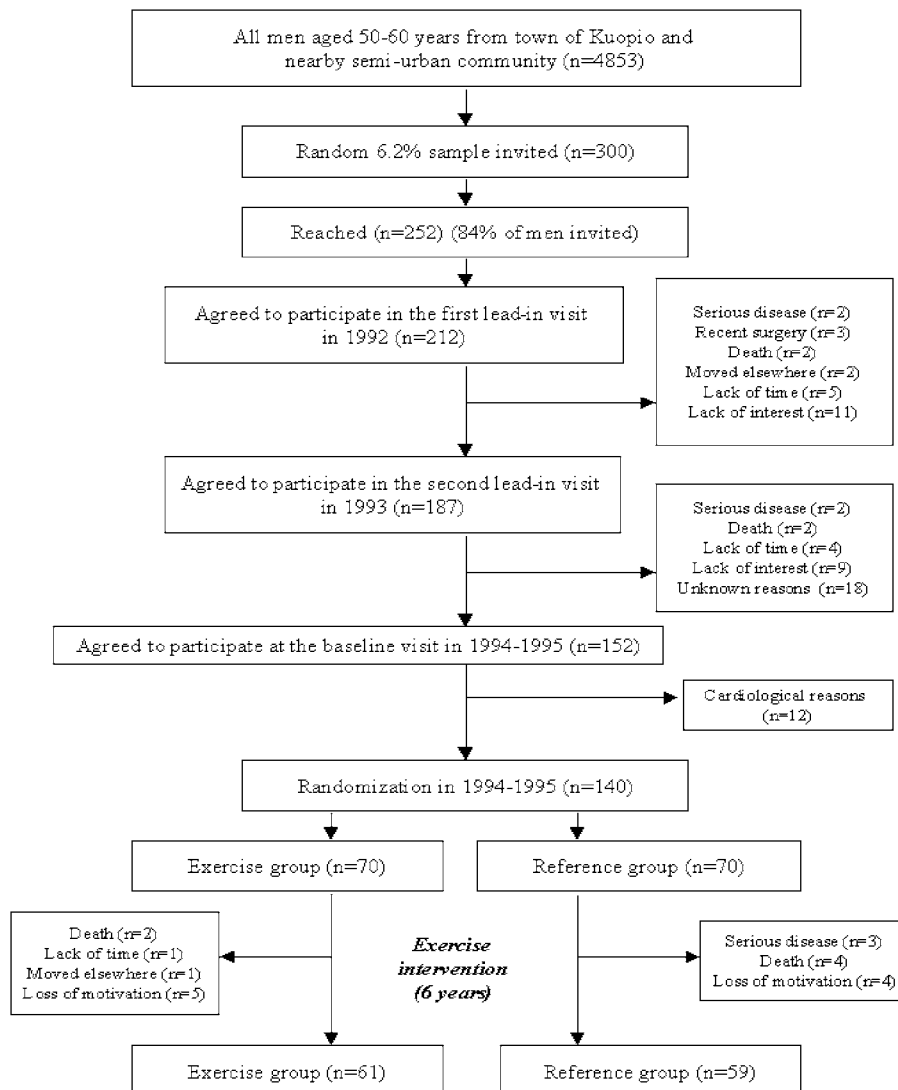 All men aged 50-60 years from town of Kuopio and
nearby semi-urban community (n=4853)
Random 6.2% sample invited (n=300)
Reached (n=252) (84% of men invited)
Agreed to participate in the first lead-in visit
in 1992 (n=212)
Serious disease (n=2)
Recent surgery (n=3)
Death (n=2)
Moved elsewhere (n=2)
Lack of time (n=5)
Lack of interest (n=11)
Agreed to participate in the second lead-in visit
in 1993 (n=187)
Serious disease (n=2)
Death (n=2)
Lack of time (n=4)
Lack of interest (n=9)
Unknown reasons (n=18)
Agreed to participate at the baseline visit in 1994-1995 (n=152)
Cardiological reasons
(n=12)
Randomization in 1994-1995 (n=140)
Exercise group (n=70)
Reference group (n=70)
Death (n=2)
Lack of time (n=1)
Moved elsewhere (n=1)
Loss of motivation (n=5)
Exercise
intervention
(6 years)
Serious disease (n=3)
Death (n=4)
Loss of motivation (n=4)
Exercise group (n=61)
Reference group (n=59)